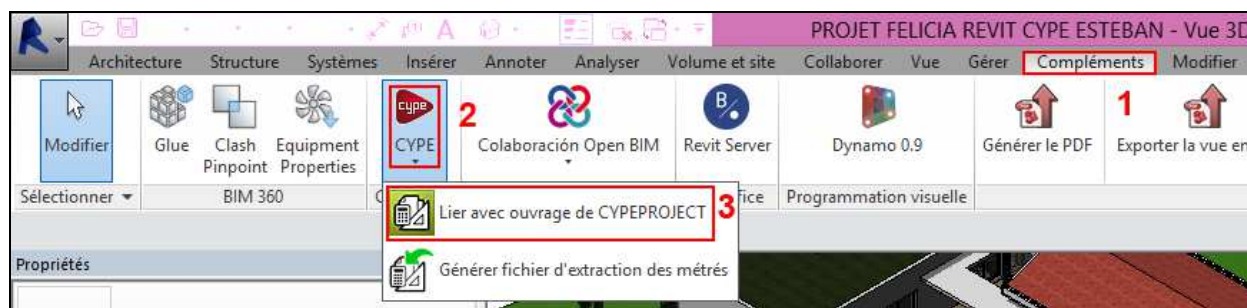 PROJET FELICIA REVIT CYPE ESTEBAN - Vue 3D
Architecture Structure Systèmes Insérer Annoter Analyser Volume et site Collaborer Vue Gérer Compléments Modifier
cype 2 1
Modifier Glue Clash Pinpoint Equipment Properties CYPE Colaboración Open BIM Revit Server Dynamo 0.9 Générer le PDF Exporter la vue en
Sélectionner BIM 360 fice Programmation visuelle
Lier avec ouvrage de CYPEPROJECT 3
Propriétés
Générer fichier d'extraction des métrés